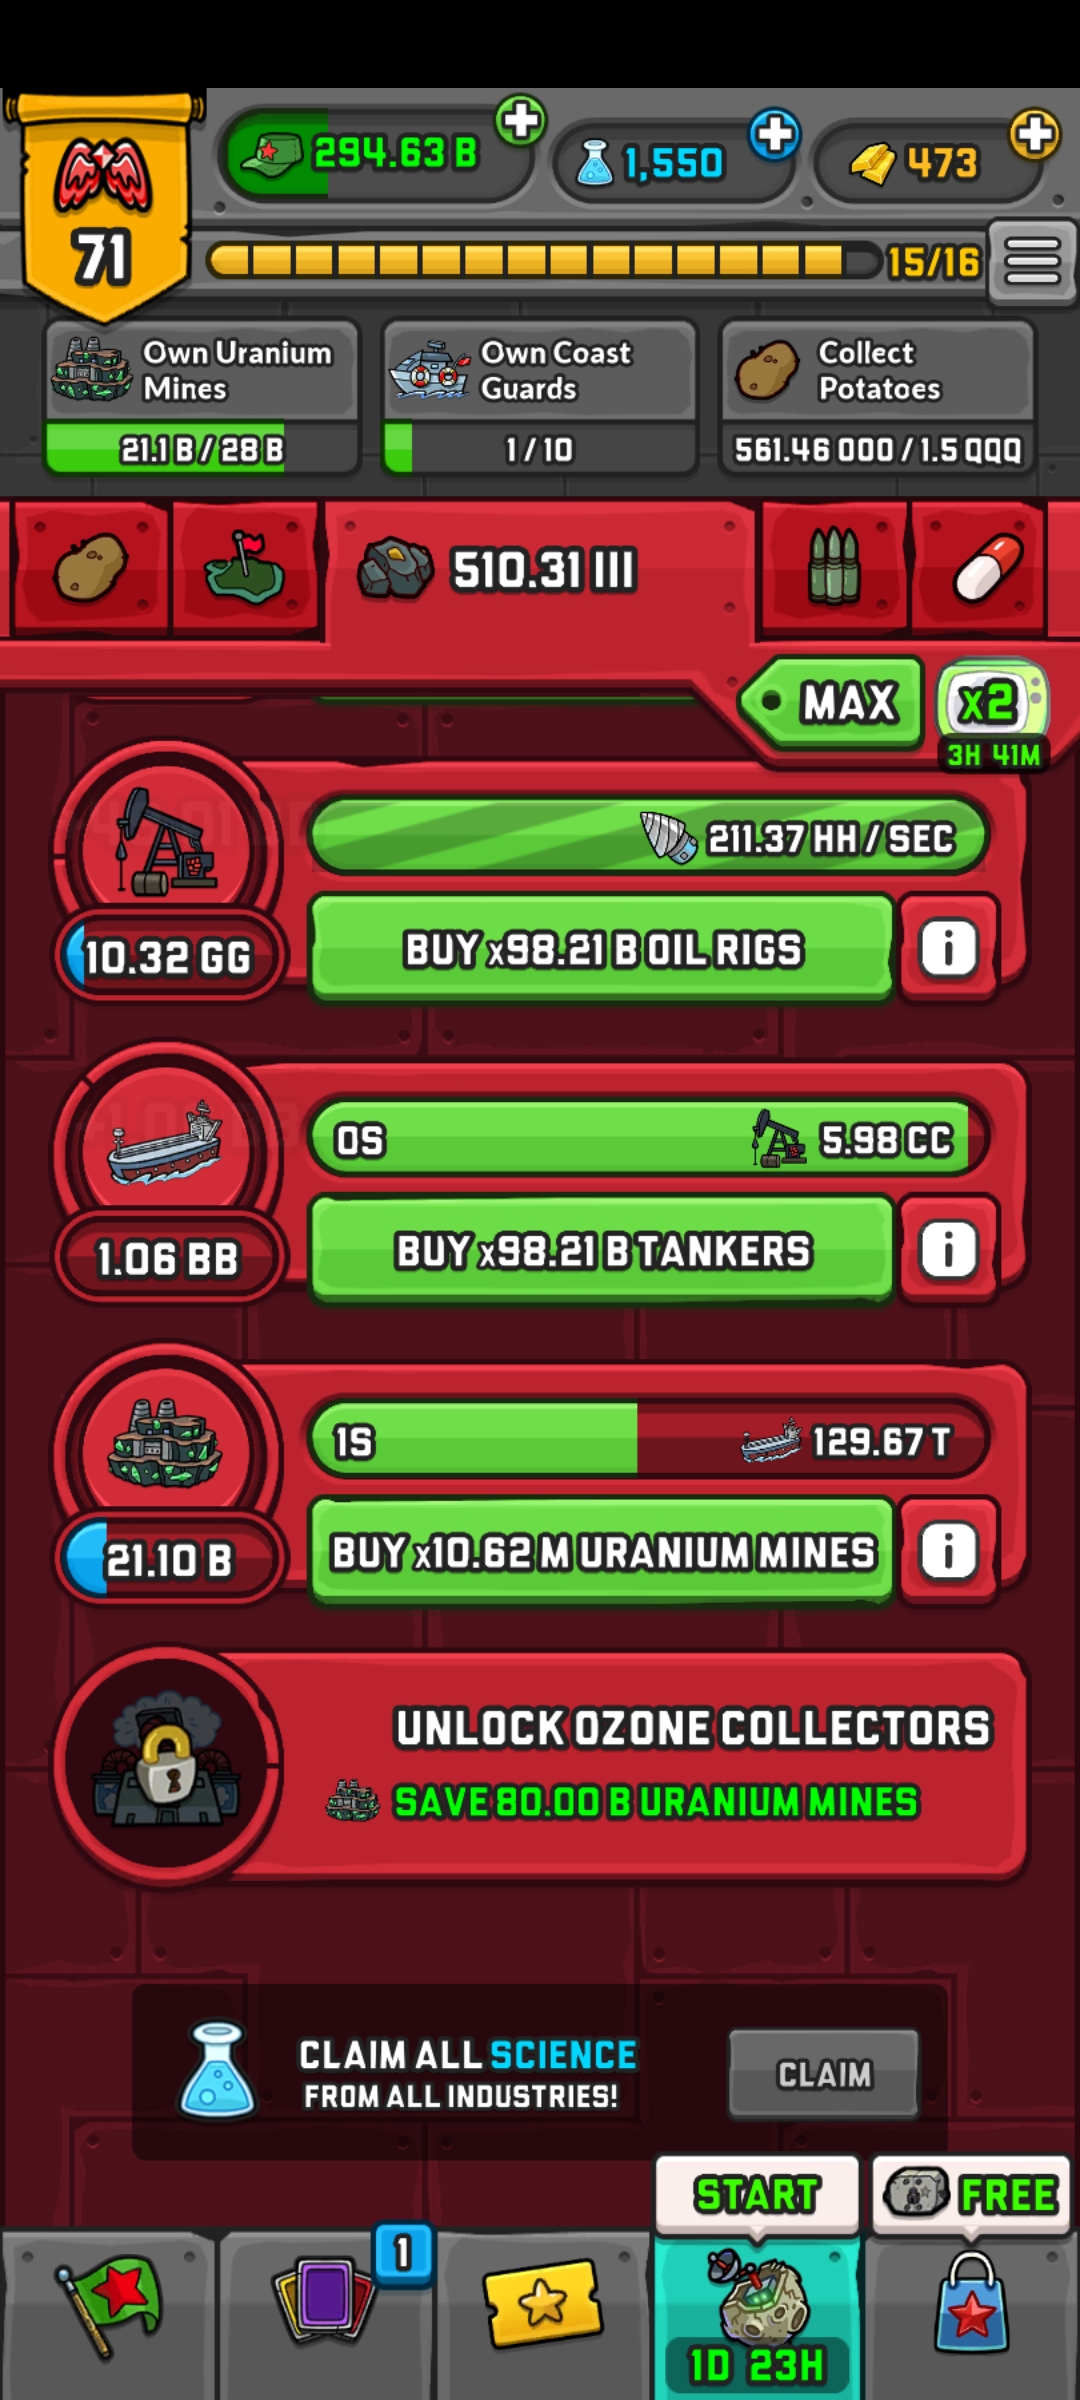 294.63 B
1,550
473
71
15/16
Own Uranium
Mines
21.1 B / 28 B
Own Coast
Guards
1 / 10
Collect
Potatoes
561.46 OOO / 1.5 QQQ
510.31 III
MAX
x2
3H 41M
211.37 HH / SEC
10.32 GG
BUY x98.21 B OIL RIGS
i
0S
5.98 CC
1.06 BB
BUY x98.21 B TANKERS
i
1S
129.67 T
21.10 B
BUY x10.62 M URANIUM MINES
i
UNLOCK OZONE COLLECTORS
SAVE 80.00 B URANIUM MINES
CLAIM ALL SCIENCE
FROM ALL INDUSTRIES!
CLAIM
START
FREE
1
1D 23H